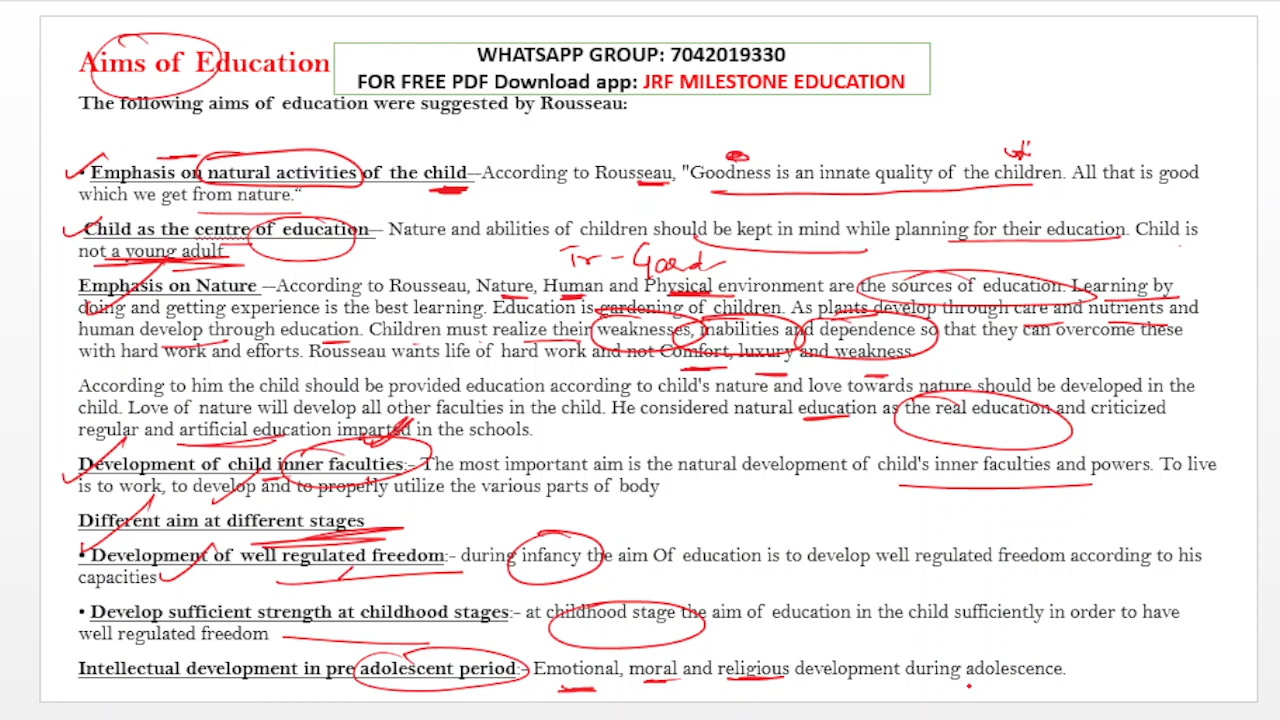 Aims of Education
WHATSAPP GROUP: 7042019330
FOR FREE PDF Download app: JRF MILESTONE EDUCATION
The following aims of education were suggested by Rousseau:
• Emphasis on natural activities of the child—According to Rousseau, "Goodness is an innate quality of the children. All that is good
which we get from nature.“
Child as the centre of education— Nature and abilities of children should be kept in mind while planning for their education. Child is
not a young adult
Tr - Good
Emphasis on Nature —According to Rousseau, Nature, Human and Physical environment are the sources of education. Learning by
doing and getting experience is the best learning. Education is gardening of children. As plants develop through care and nutrients and
human develop through education. Children must realize their weaknesses, inabilities and dependence so that they can overcome these
with hard work and efforts. Rousseau wants life of hard work and not Comfort, luxury and weakness.
According to him the child should be provided education according to child's nature and love towards nature should be developed in the
child. Love of nature will develop all other faculties in the child. He considered natural education as the real education and criticized
regular and artificial education imparted in the schools.
Development of child inner faculties:- The most important aim is the natural development of child's inner faculties and powers. To live
is to work, to develop and to properly utilize the various parts of body
Different aim at different stages
• Development of well regulated freedom:- during infancy the aim Of education is to develop well regulated freedom according to his
capacities
• Develop sufficient strength at childhood stages:- at childhood stage the aim of education in the child sufficiently in order to have
well regulated freedom
Intellectual development in pre adolescent period:- Emotional, moral and religious development during adolescence.